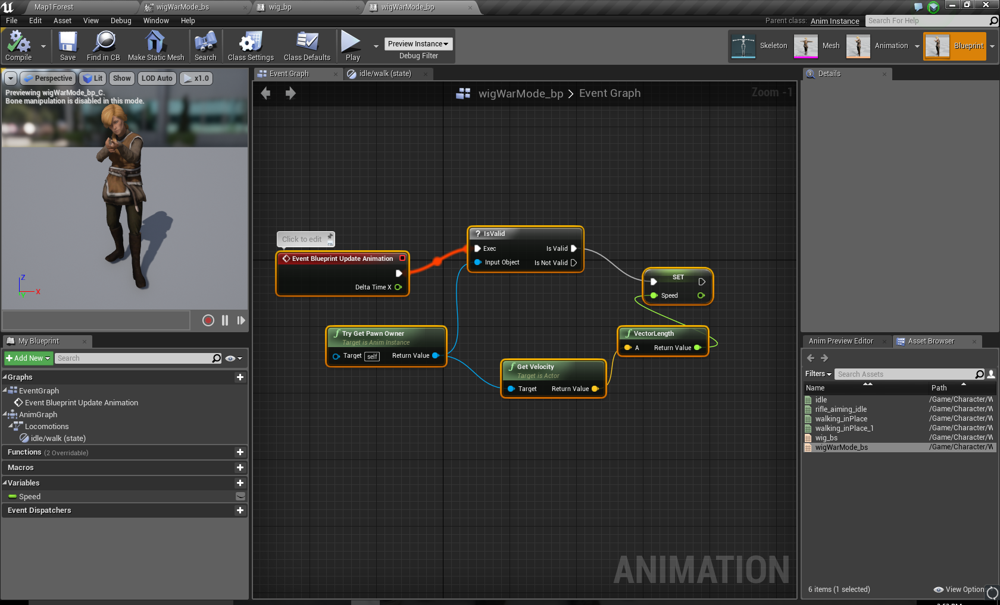 Map1Forest
wigWarMode_bs
wig_bp
wigWarMode_bp
File Edit Asset View Debug Window Help
Parent class: Anim Instance
Search For Help
Compile
Save
Find in CB
Make Static Mesh
Search
Class Settings
Class Defaults
Play
Preview Instance
Debug Filter
Skeleton
Mesh
Animation
Blueprint
Perspective
Lit
Show
LOD Auto
x1.0
Previewing wigWarMode_bp_C.
Bone manipulation is disabled in this mode.
Z
X
Event Graph
idle/walk (state)
wigWarMode_bp > Event Graph
Zoom -1
Click to edit
Event Blueprint Update Animation
Delta Time X
? IsValid
Exec
Is Valid
Input Object
Is Not Valid
SET
Speed
f Try Get Pawn Owner
Target is Anim Instance
Target self
Return Value
f Get Velocity
Target is Actor
Target
Return Value
f VectorLength
A
Return Value
ANIMATION
My Blueprint
+ Add New
Search
Graphs
EventGraph
Event Blueprint Update Animation
AnimGraph
Locomotions
idle/walk (state)
Functions (2 Overridable)
Macros
Variables
Speed
Event Dispatchers
Details
Anim Preview Editor
Asset Browser
Filters
Search Assets
Name Path
idle /Game/Character/W
rifle_aiming_idle /Game/Character/W
walking_inPlace /Game/Character/W
walking_inPlace_1 /Game/Character/W
wig_bs /Game/Character/W
wigWarMode_bs /Game/Character/W
6 items (1 selected)
View Option